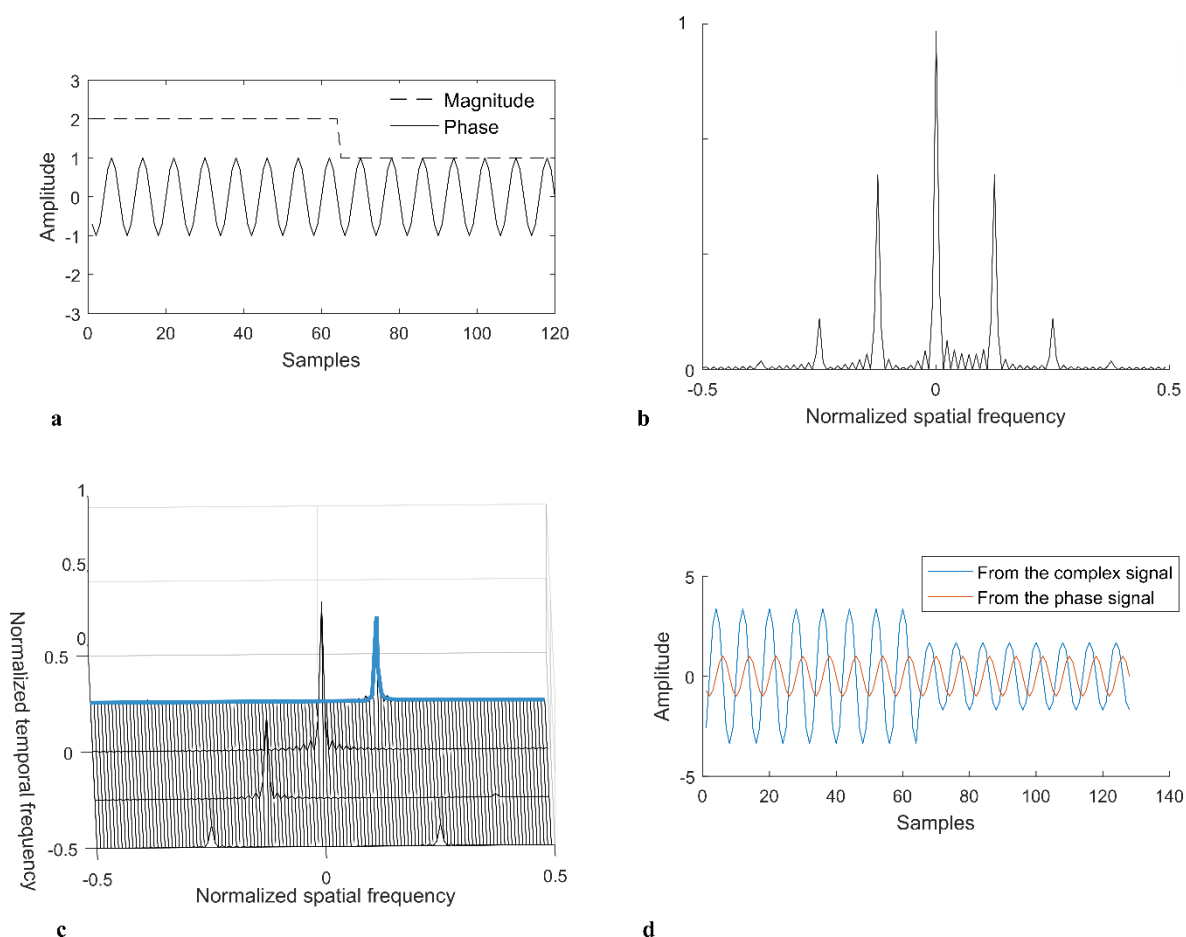 3
2
1
0
-1
-2
-3
Amplitude
Magnitude
Phase
0 20 40 60 80 100 120
Samples
a
1
0
-0.5 0 0.5
Normalized spatial frequency
b
1
0.5
0
0.5
0
-0.5
Normalized temporal frequency
-0.5 0 0.5
Normalized spatial frequency
c
5
0
-5
Amplitude
From the complex signal
From the phase signal
0 20 40 60 80 100 120 140
Samples
d